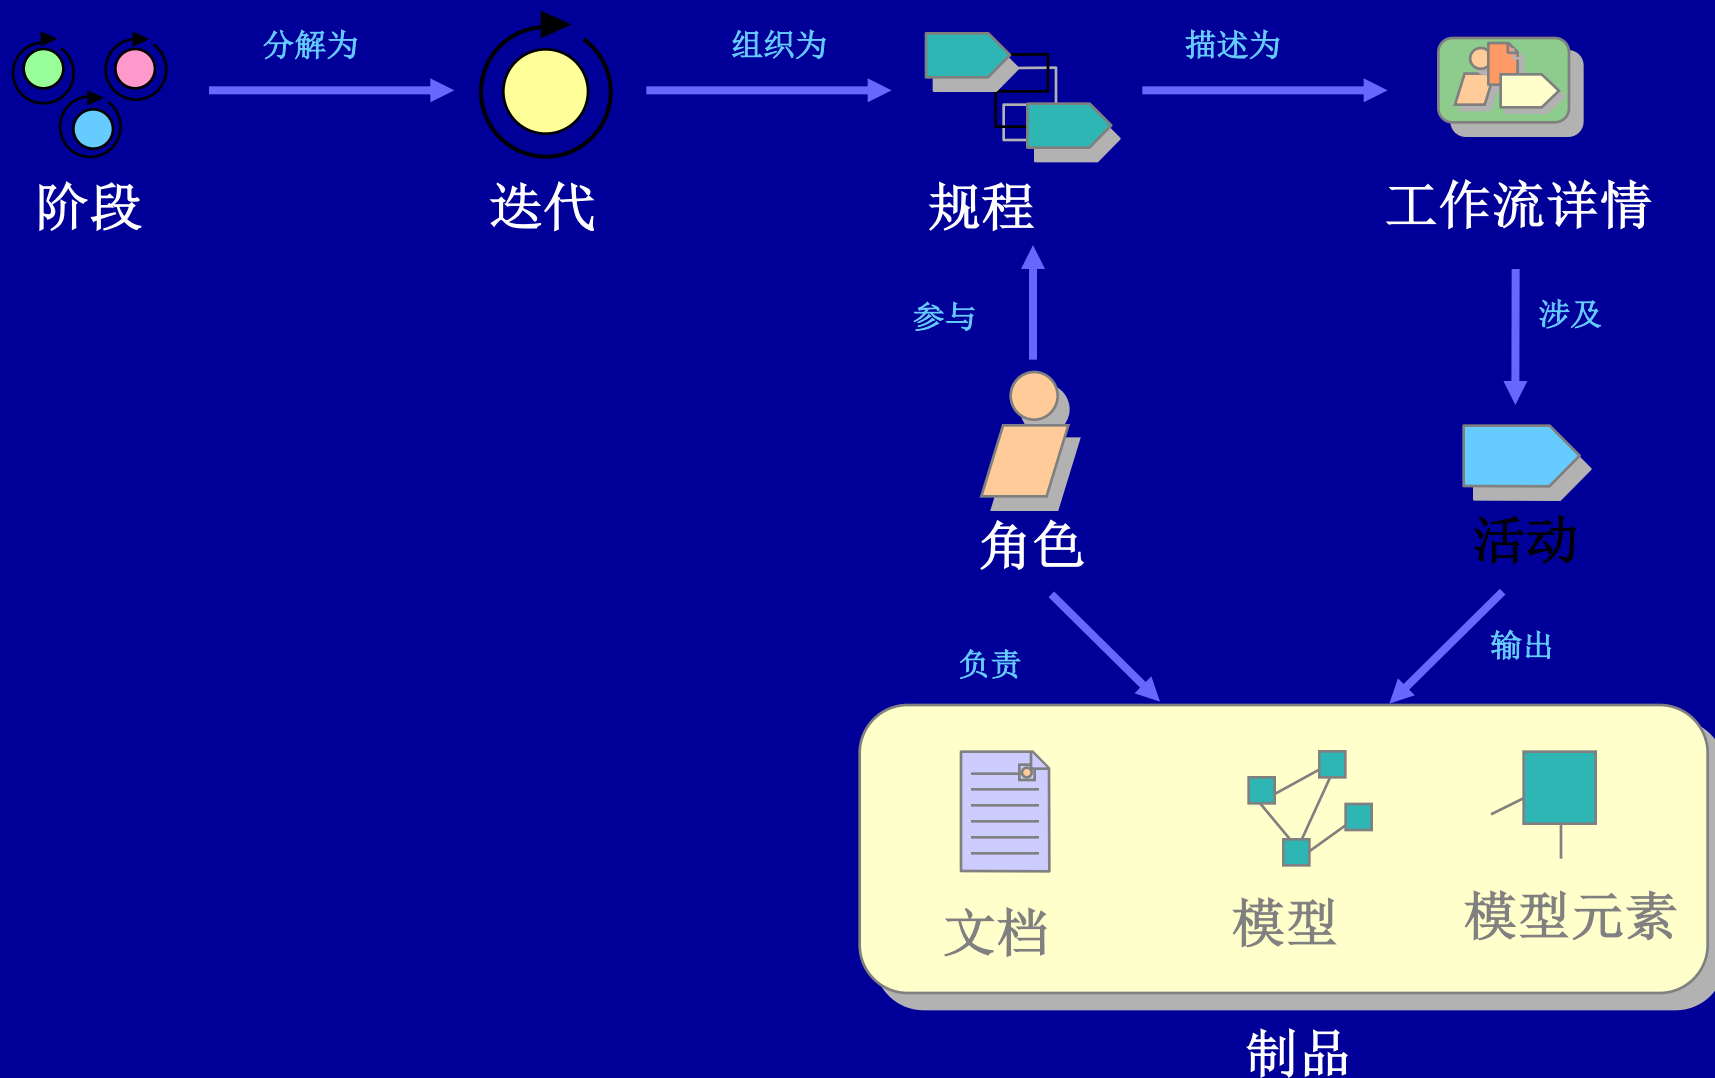 分解为
组织为
描述为
阶段
迭代
规程
工作流详情
参与
涉及
角色
活动
负责
输出
文档
模型
模型元素
制品